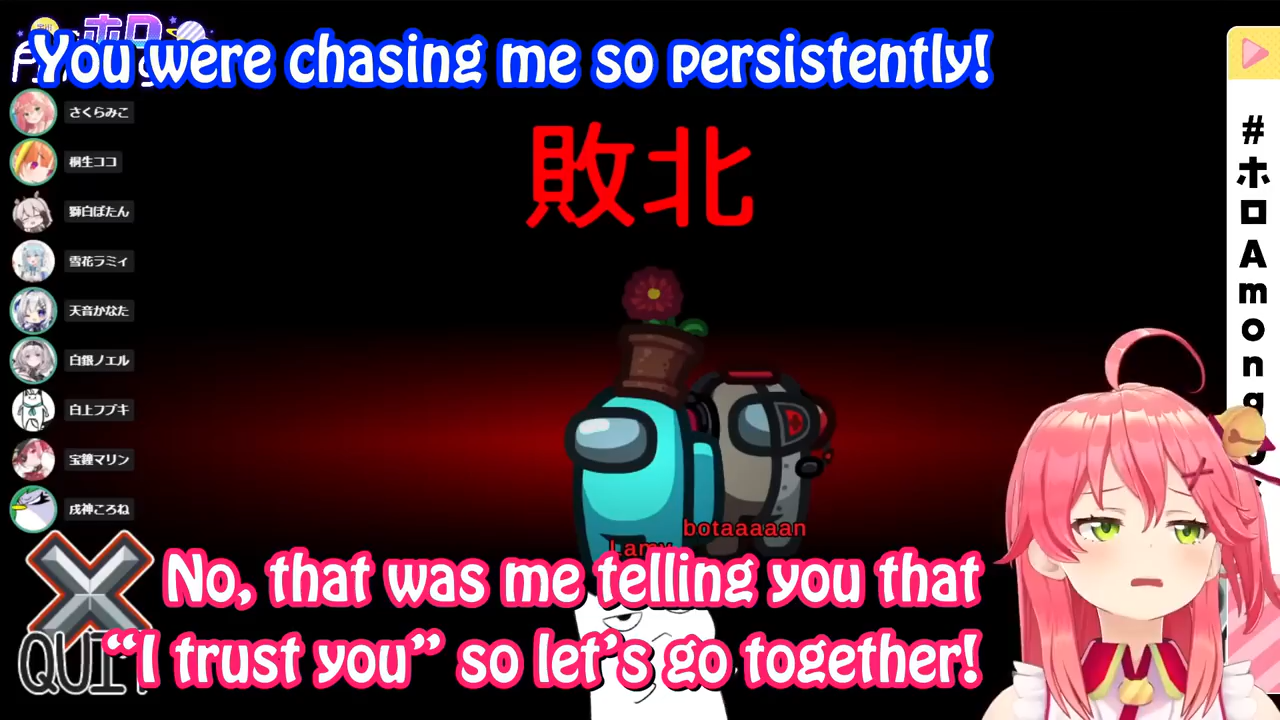 You were chasing me so persistently!
さくらみこ
敗北
桐生ココ
獅白ぼたん
雪花ラミィ
天音かなた
白銀ノエル
白上フブキ
宝鐘マリン
戌神ころね
botaaaaan
Lamy
No, that was me telling you that
“I trust you” so let’s go together!
QUIT
#ホロAmong